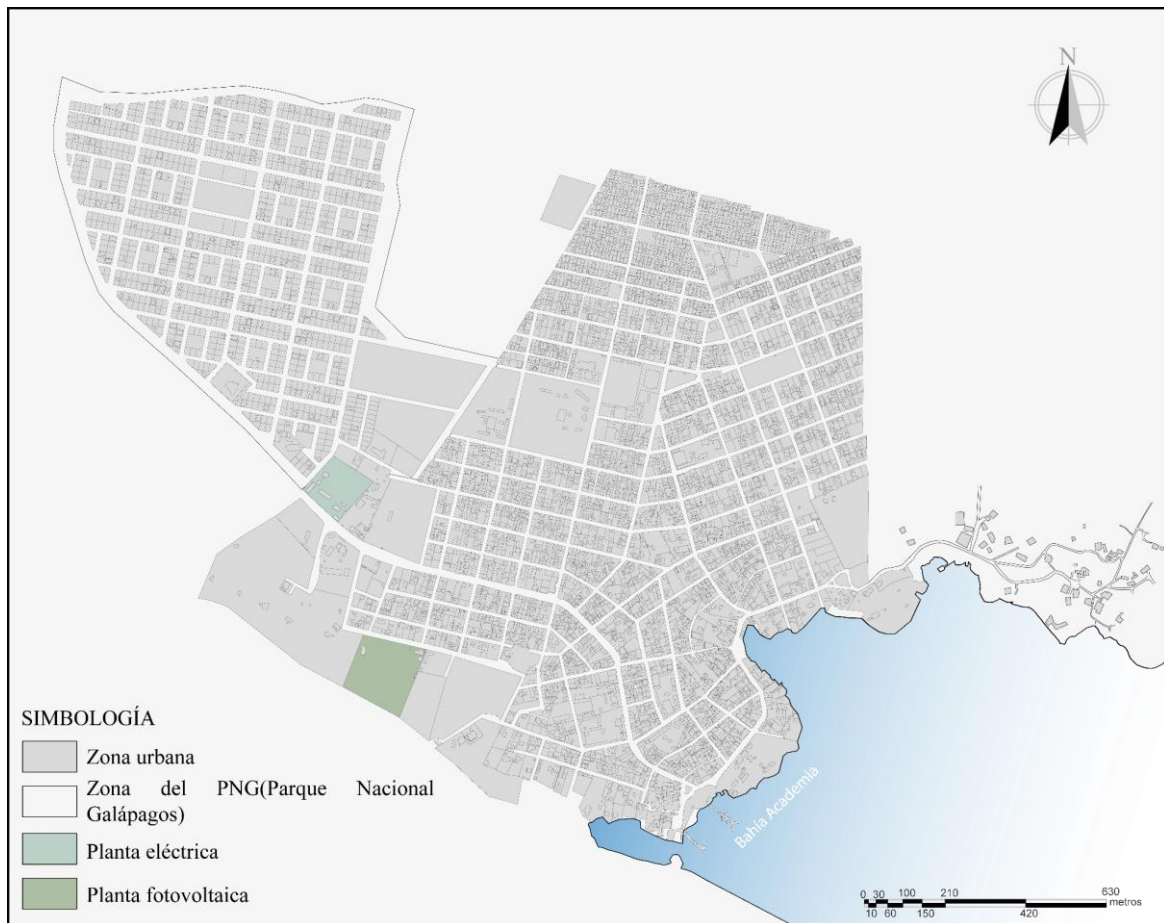 N
Bahía Academia
SIMBOLOGÍA
Zona urbana
Zona del PNG(Parque Nacional
Galápagos)
Planta eléctrica
Planta fotovoltaica
0 30 100 210 630
metros
10 60 150 420